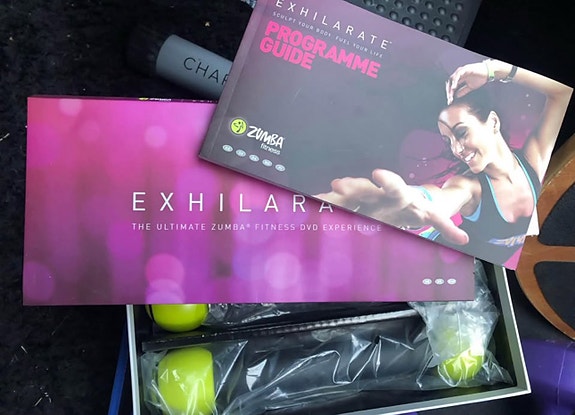 EXHILARATE
SCULPT YOUR BODY. FUEL YOUR LIFE
PROGRAMME
GUIDE
CHAR
ZUMBA®
fitness
EXHILARA
THE ULTIMATE ZUMBA® FITNESS DVD EXPERIENCE